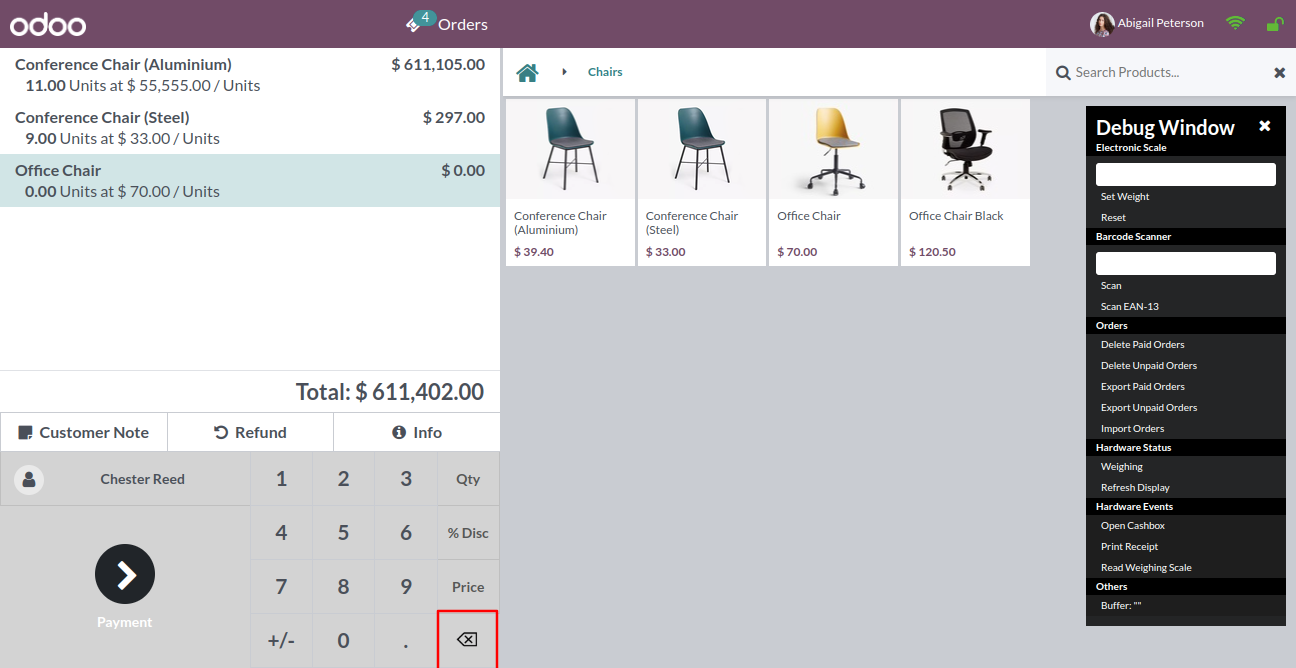 odoo
4
Orders
Abigail Peterson
Conference Chair (Aluminium) $ 611,105.00
11.00 Units at $ 55,555.00 / Units
Conference Chair (Steel) $ 297.00
9.00 Units at $ 33.00 / Units
Office Chair $ 0.00
0.00 Units at $ 70.00 / Units
Total: $ 611,402.00
Customer Note Refund Info
Chester Reed
1 2 3 Qty
4 5 6 % Disc
7 8 9 Price
+/- 0 .
Payment
Chairs
Search Products...
Conference Chair
(Aluminium)
$ 39.40
Conference Chair
(Steel)
$ 33.00
Office Chair
$ 70.00
Office Chair Black
$ 120.50
Debug Window
Electronic Scale
Set Weight
Reset
Barcode Scanner
Scan
Scan EAN-13
Orders
Delete Paid Orders
Delete Unpaid Orders
Export Paid Orders
Export Unpaid Orders
Import Orders
Hardware Status
Weighing
Refresh Display
Hardware Events
Open Cashbox
Print Receipt
Read Weighing Scale
Others
Buffer: ""